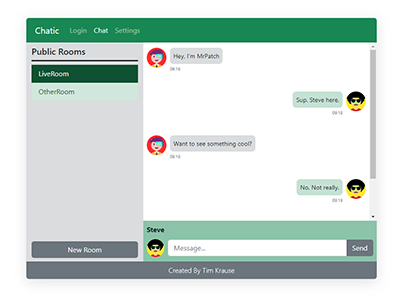 Chatic Login Chat Settings
Public Rooms
LiveRoom
OtherRoom
New Room
Hey, I'm MrPatch
09:18
Sup. Steve here.
09:18
Want to see something cool?
09:18
No. Not really.
09:18
Steve
Message... Send
Created By Tim Krause